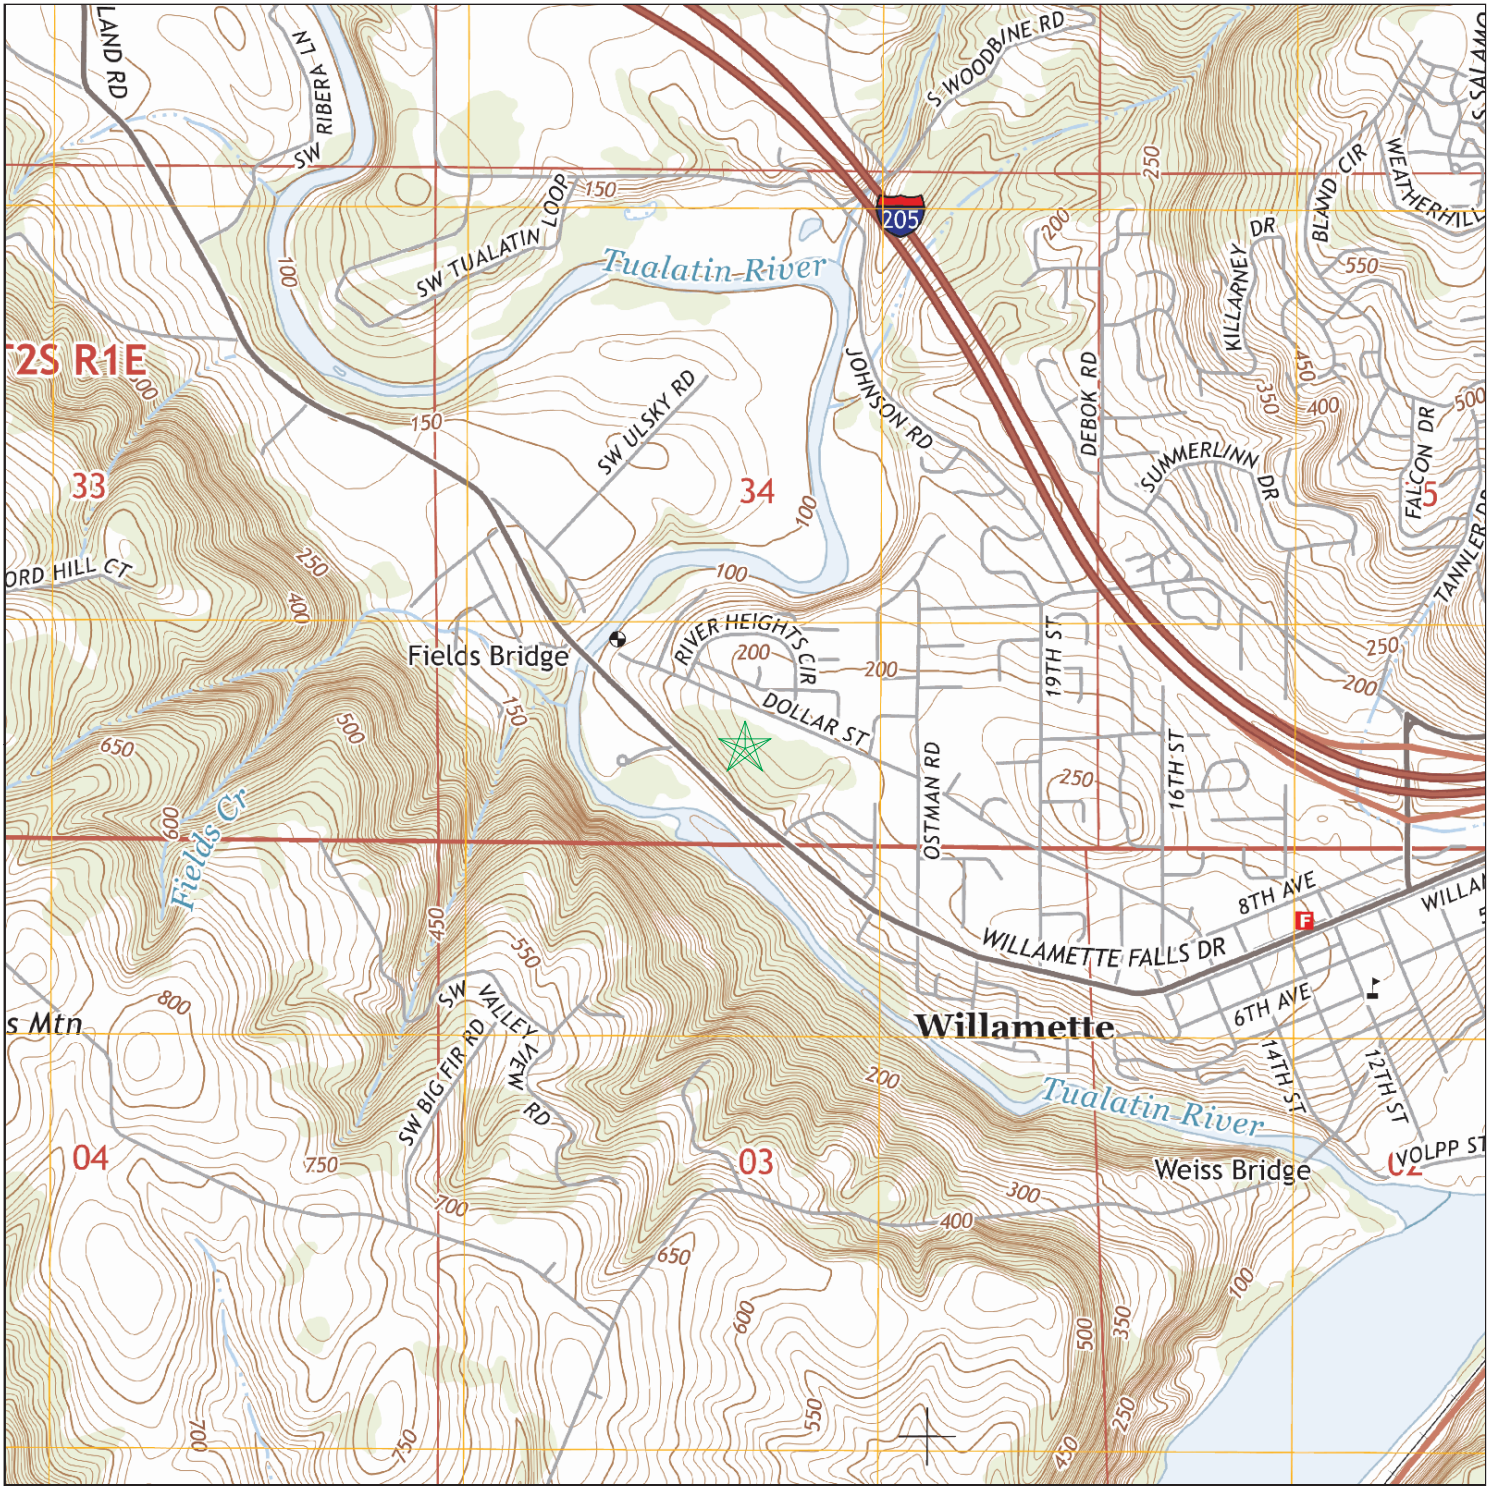 LAND RD
SW RIBERA LN
S WOODBINE RD
S SALAMO
250
WEATHERHILL
BLAND CIR
150
SW TUALATIN LOOP
205
200
KILLARNEY DR
550
Tualatin River
100
T2S R1E
500
JOHNSON RD
DEBOK RD
450
350
400
500
FALCON DR
SW ULSKY RD
150
SUMMERLINN DR
33
34
5
100
TANNLER DR
ORD HILL CT
250
400
100
Fields Bridge
RIVER HEIGHTS CIR
200
200
19TH ST
250
200
150
DOLLAR ST
500
650
OSTMAN RD
16TH ST
250
600
Fields Cr
8TH AVE
F
WILLAM
5
450
550
WILLAMETTE FALLS DR
800
s Mtn
SW VALLEY VIEW RD
SW BIG FIR RD
Willamette
6TH AVE
14TH ST
12TH ST
200
Tualatin River
04
750
03
Weiss Bridge
02
VOLPP ST
700
300
400
650
600
100
500
350
550
250
450
700
750